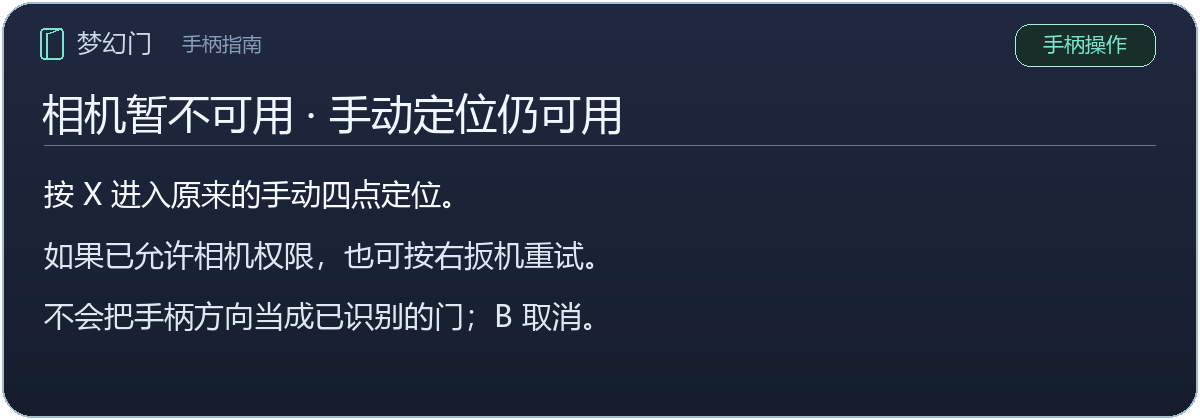 梦幻门 手柄指南 手柄操作
相机暂不可用 · 手动定位仍可用
按 X 进入原来的手动四点定位。
如果已允许相机权限，也可按右扳机重试。
不会把手柄方向当成已识别的门；B 取消。